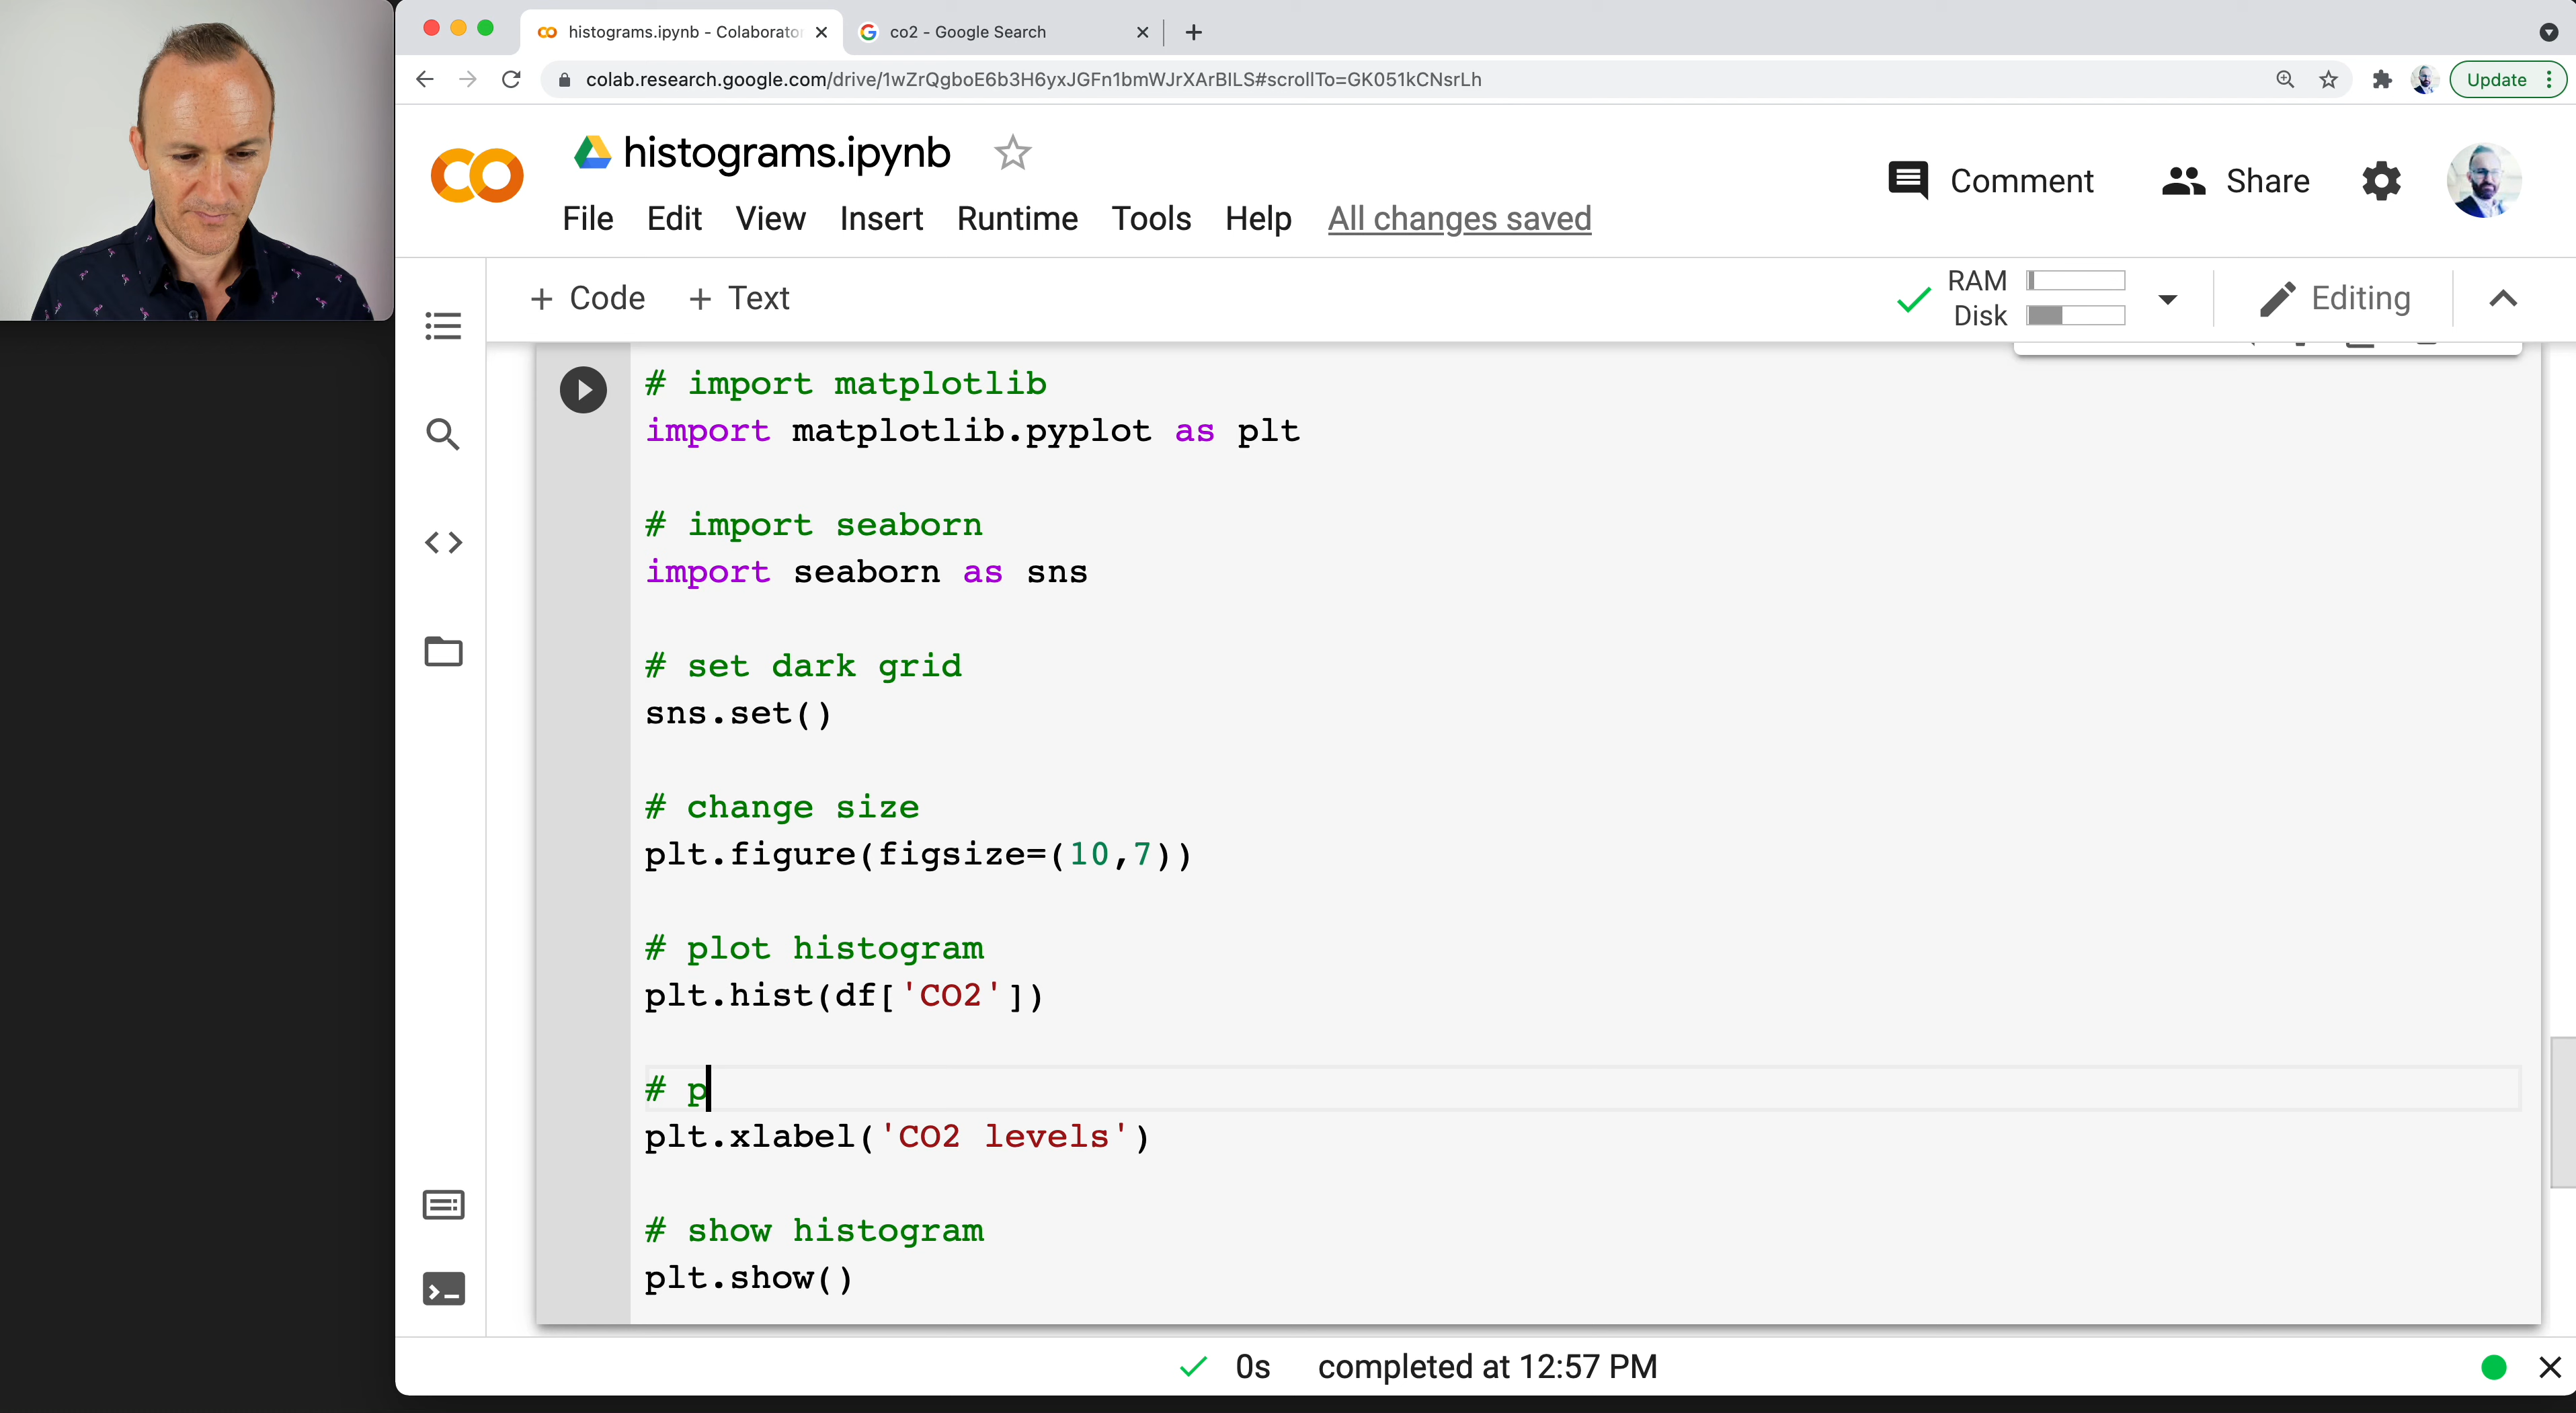 histograms.ipynb - Colaborator
co2 - Google Search
colab.research.google.com/drive/1wZrQgboE6b3H6yxJGFn1bmWJrXArBlLS#scrollTo=GK051kCNsrLh
Update
histograms.ipynb
File Edit View Insert Runtime Tools Help All changes saved
Comment
Share
+ Code + Text
RAM
Disk
Editing
# import matplotlib
import matplotlib.pyplot as plt
# import seaborn
import seaborn as sns
# set dark grid
sns.set()
# change size
plt.figure(figsize=(10,7))
# plot histogram
plt.hist(df['CO2'])
# p
plt.xlabel('CO2 levels')
# show histogram
plt.show()
0s completed at 12:57 PM